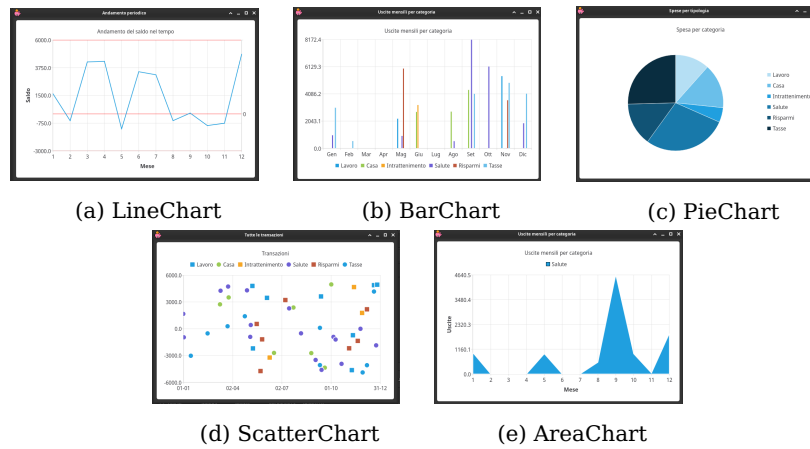 Andamento periodico
Andamento del saldo nel tempo
6000.0
3750.0
1500.0
-750.0
-3000.0
Saldo
0
1 2 3 4 5 6 7 8 9 10 11 12
Mese
(a) LineChart
Uscite mensili per categoria
Uscite mensili per categoria
8172.4
6129.3
4086.2
2043.1
0.0
Gen Feb Mar Apr Mag Giu Lug Ago Set Ott Nov Dic
Lavoro Casa Intrattenimento Salute Risparmi Tasse
(b) BarChart
Spese per tipologia
Spesa per categoria
Lavoro
Casa
Intrattenimento
Salute
Risparmi
Tasse
(c) PieChart
Tutte le transazioni
Transazioni
Lavoro Casa Intrattenimento Salute Risparmi Tasse
6000.0
3000.0
0.0
-3000.0
-6000.0
01-01 02-04 02-07 01-10 31-12
(d) ScatterChart
Uscite mensili per categoria
Uscite mensili per categoria
Salute
4640.5
3480.4
2320.3
1160.1
0.0
Uscite
1 2 3 4 5 6 7 8 9 10 11 12
Mese
(e) AreaChart